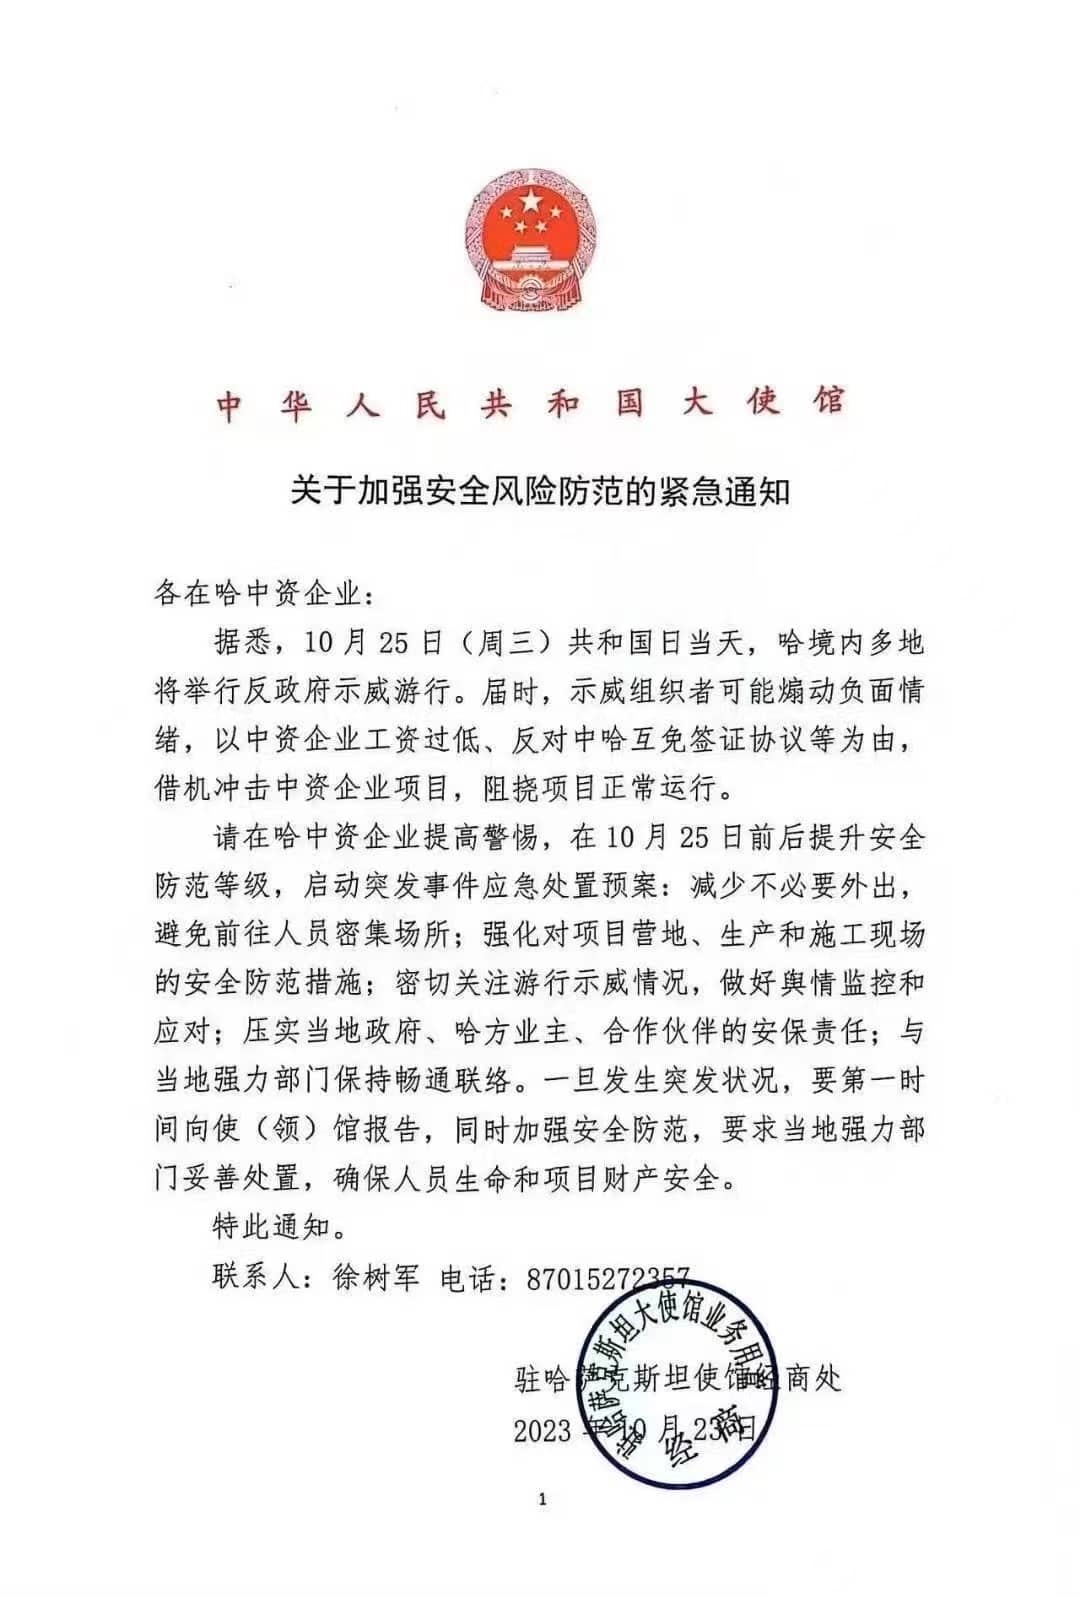 中华人民共和国大使馆
关于加强安全风险防范的紧急通知
各在哈中资企业：
据悉，10月25日（周三）共和国日当天，哈境内多地
将举行反政府示威游行。届时，示威组织者可能煽动负面情
绪，以中资企业工资过低、反对中哈互免签证协议等为由，
借机冲击中资企业项目，阻挠项目正常运行。
请在哈中资企业提高警惕，在10月25日前后提升安全
防范等级，启动突发事件应急处置预案：减少不必要外出，
避免前往人员密集场所；强化对项目营地、生产和施工现场
的安全防范措施；密切关注游行示威情况，做好舆情监控和
应对；压实当地政府、哈方业主、合作伙伴的安保责任；与
当地强力部门保持畅通联络。一旦发生突发状况，要第一时
间向使（领）馆报告，同时加强安全防范，要求当地强力部
门妥善处置，确保人员生命和项目财产安全。
特此通知。
联系人：徐树军 电话：87015272357
驻哈萨克斯坦使馆经商处
2023年10月23日
驻哈萨克斯坦大使馆业务用章
经商
1